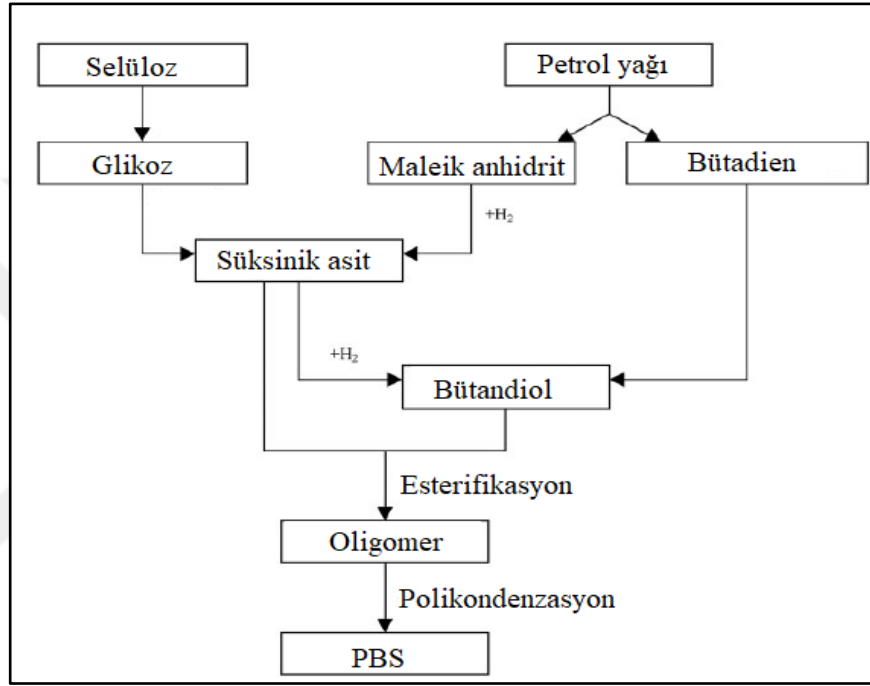 Selüloz
Petrol yağı
Glikoz
Maleik anhidrit
Bütadien
+H₂
Süksinik asit
+H₂
Bütandiol
Esterifikasyon
Oligomer
Polikondenzasyon
PBS